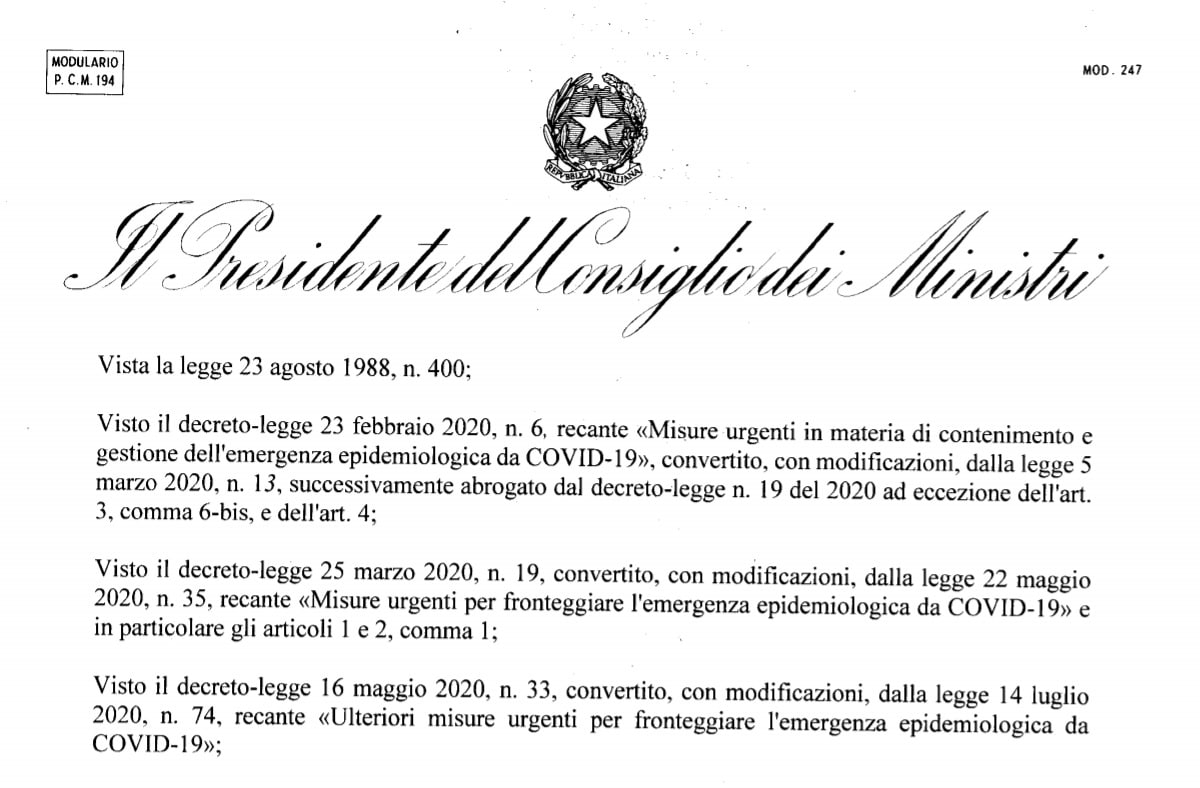 MODULARIO
P. C. M. 194
MOD. 247
REPVBBLICA ITALIANA
Il Presidente del Consiglio dei Ministri
Vista la legge 23 agosto 1988, n. 400;
Visto il decreto-legge 23 febbraio 2020, n. 6, recante «Misure urgenti in materia di contenimento e
gestione dell'emergenza epidemiologica da COVID-19», convertito, con modificazioni, dalla legge 5
marzo 2020, n. 13, successivamente abrogato dal decreto-legge n. 19 del 2020 ad eccezione dell'art.
3, comma 6-bis, e dell'art. 4;
Visto il decreto-legge 25 marzo 2020, n. 19, convertito, con modificazioni, dalla legge 22 maggio
2020, n. 35, recante «Misure urgenti per fronteggiare l'emergenza epidemiologica da COVID-19» e
in particolare gli articoli 1 e 2, comma 1;
Visto il decreto-legge 16 maggio 2020, n. 33, convertito, con modificazioni, dalla legge 14 luglio
2020, n. 74, recante «Ulteriori misure urgenti per fronteggiare l'emergenza epidemiologica da
COVID-19»;